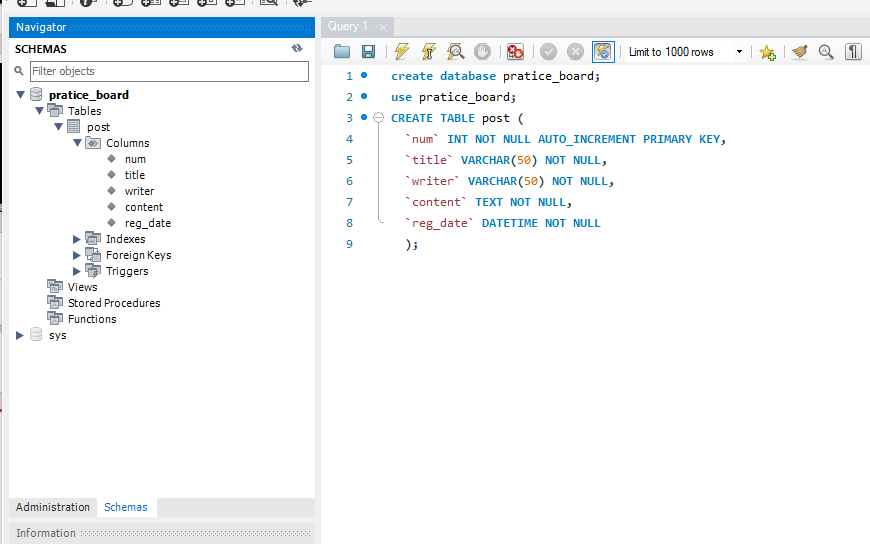 Navigator
SCHEMAS
Filter objects
pratice_board
Tables
post
Columns
num
title
writer
content
reg_date
Indexes
Foreign Keys
Triggers
Views
Stored Procedures
Functions
sys
Administration Schemas
Information
Query 1
Limit to 1000 rows
1 create database pratice_board;
2 use pratice_board;
3 CREATE TABLE post (
4 `num` INT NOT NULL AUTO_INCREMENT PRIMARY KEY,
5 `title` VARCHAR(50) NOT NULL,
6 `writer` VARCHAR(50) NOT NULL,
7 `content` TEXT NOT NULL,
8 `reg_date` DATETIME NOT NULL
9 );